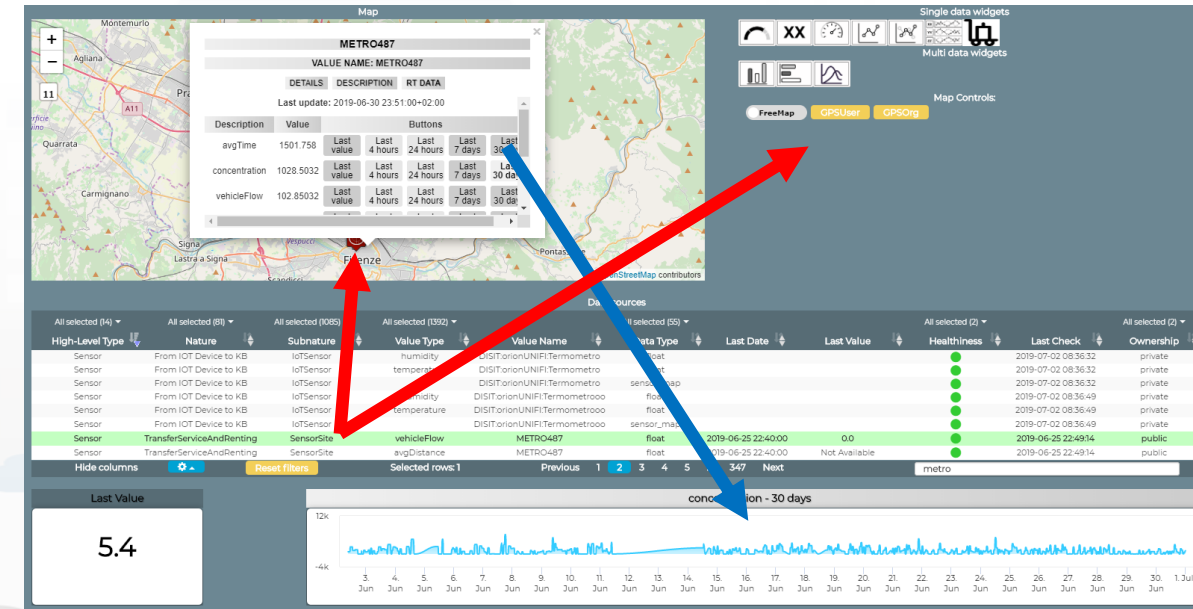 Map
Single data widgets
Montemurlo
Agliana
+
−
11
A11
Quarrata
Carmignano
Signa
Lastra a Signa
Vespucci
Firenze
Scandicci
contributors
×
METRO487
VALUE NAME: METRO487
DETAILS DESCRIPTION RT DATA
Last update: 2019-06-30 23:51:00+02:00
Description Value Buttons
avgTime 1501.758 Last value Last 4 hours Last 24 hours Last 7 days Last
concentration 1028.5032 Last value Last 4 hours Last 24 hours Last 7 days 30 day
vehicleFlow 102.85032 Last value Last 4 hours Last 24 hours Last 7 days Last 30 day
XX
Multi data widgets
Map Controls:
FreeMap GPSUser GPSOrg
All selected (14) All selected (81) All selected (1085) All selected (1392) All selected (55) All selected (2) All selected (2)
High-Level Type Nature Subnature Value Type Value Name Data Type Last Date Last Value Healthiness Last Check Ownership
Sensor From IOT Device to KB IoTSensor humidity DISIT:orionUNIFI:Termometro float 2019-07-02 08:36:32 private
Sensor From IOT Device to KB IoTSensor DISIT:orionUNIFI:Termometro 2019-07-02 08:36:32 private
Sensor From IOT Device to KB IoTSensor DISIT:orionUNIFI:Termometro 2019-07-02 08:36:32 private
Sensor From IOT Device to KB IoTSensor DISIT:orionUNIFI:Termometrooo float 2019-07-02 08:36:49 private
Sensor From IOT Device to KB IoTSensor temperature DISIT:orionUNIFI:Termometrooo float 2019-07-02 08:36:49 private
Sensor From IOT Device to KB IoTSensor DISIT:orionUNIFI:Termometrooo sensor_map 2019-07-02 08:36:49 private
Sensor TransferServiceAndRenting SensorSite vehicleFlow METRO487 float 2019-06-25 22:40:00 0.0 2019-06-25 22:49:14 public
Sensor TransferServiceAndRenting SensorSite avgDistance METRO487 float 2019-06-25 22:40:00 Not Available 2019-06-25 22:49:14 public
Hide columns Reset filters Selected rows: 1 Previous 1 2 3 4 5 347 Next metro
Last Value
5.4
30 days
12k
-4k
3. Jun 4. Jun 5. Jun 6. Jun 7. Jun 8. Jun 9. Jun 10. Jun 11. Jun 12. Jun 13. Jun 14. Jun 15. Jun 16. Jun 17. Jun 18. Jun 19. Jun 20. Jun 21. Jun 22. Jun 23. Jun 24. Jun 25. Jun 26. Jun 27. Jun 28. Jun 29. Jun 30. Jun 1. Jul